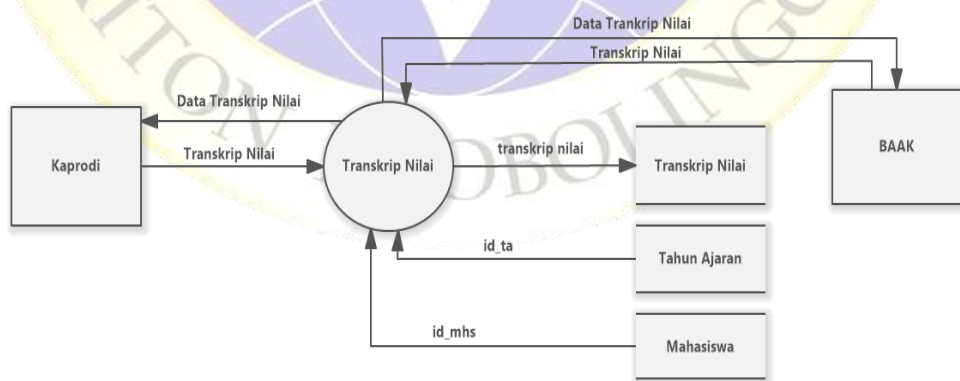 Data Trankrip Nilai
Transkrip Nilai
Data Transkrip Nilai
Kaprodi
Transkrip Nilai
Transkrip Nilai
transkrip nilai
Transkrip Nilai
BAAK
id_ta
Tahun Ajaran
id_mhs
Mahasiswa